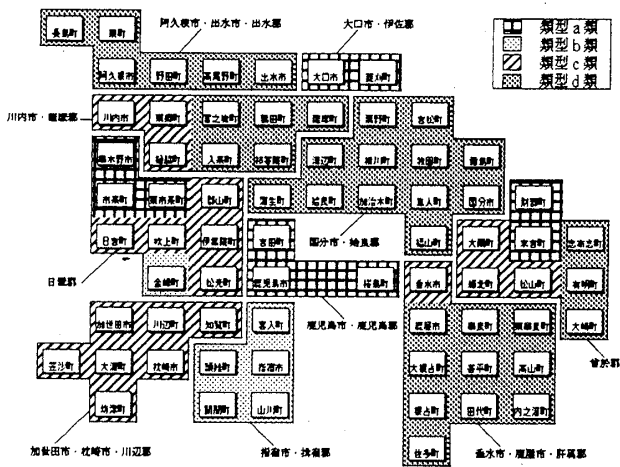 阿久根市・出水市・出水郡
大口市・伊佐郡
類型a類
類型b類
類型c類
類型d類
長島町 東町
阿久根市 野田町 高尾野町 出水市 大口市 菱刈町
川内市・薩摩郡
川内市 東郷町 宮之城町 鶴田町 薩摩町 栗野町 吉松町
樋脇町 入来町 祁答院町 溝辺町 横川町 牧園町 霧島町
串木野市
市来町 東市来町 郡山町 蒲生町 姶良町 加治木町 隼人町 国分市 財部町
日吉町 吹上町 伊集院町 吉田町 国分市・姶良郡 福山町 大隅町 末吉町 志布志町
日置郡
金峰町 松元町 鹿児島市 桜島町 垂水市 輝北町 松山町 有明町
鹿児島市・鹿児島郡
加世田市 川辺町 知覧町 喜入町 鹿屋市 串良町 東串良町 大崎町
曽於郡
笠沙町 大浦町 枕崎市 頴娃町 指宿市 大根占町 吾平町 高山町
坊津町 開聞町 山川町 根占町 田代町 内之浦町
加世田市・枕崎市・川辺郡
指宿市・揖宿郡
佐多町
垂水市・鹿屋市・肝属郡